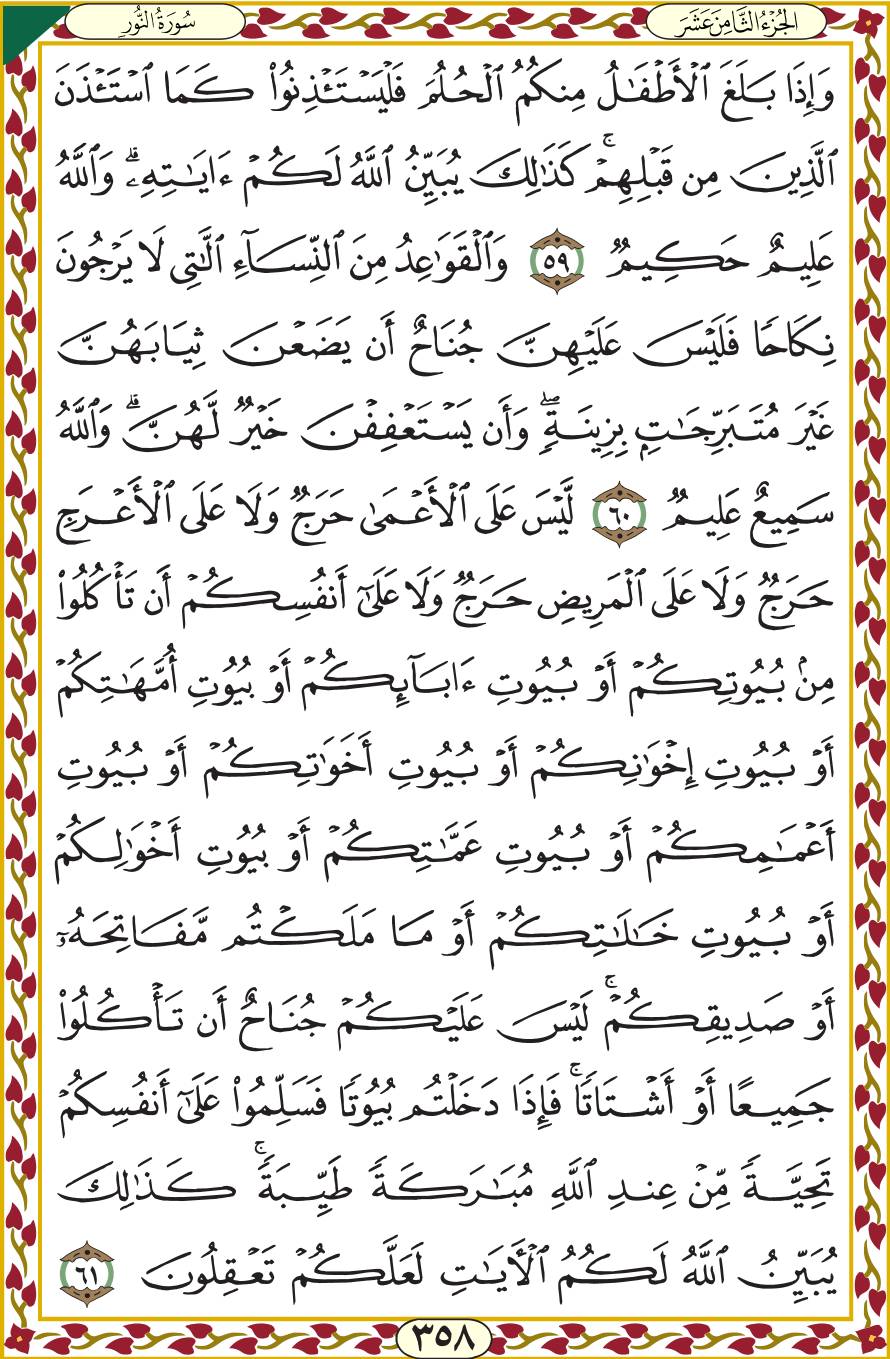 الجُزْءُ الثَّامِنَ عَشَرَ
سُورَةُ النُّورِ
وَإِذَا بَلَغَ ٱلْأَطْفَٰلُ مِنكُمُ ٱلْحُلُمَ فَلْيَسْتَـْٔذِنُوا۟ كَمَا ٱسْتَـْٔذَنَ
ٱلَّذِينَ مِن قَبْلِهِمْ ۚ كَذَٰلِكَ يُبَيِّنُ ٱللَّهُ لَكُمْ ءَايَٰتِهِۦ ۗ وَٱللَّهُ
عَلِيمٌ حَكِيمٌ ٥٩ وَٱلْقَوَٰعِدُ مِنَ ٱلنِّسَآءِ ٱلَّٰتِى لَا يَرْجُونَ
نِكَاحًا فَلَيْسَ عَلَيْهِنَّ جُنَاحٌ أَن يَضَعْنَ ثِيَابَهُنَّ
غَيْرَ مُتَبَرِّجَٰتٍۭ بِزِينَةٍ ۖ وَأَن يَسْتَعْفِفْنَ خَيْرٌ لَّهُنَّ ۗ وَٱللَّهُ
سَمِيعٌ عَلِيمٌ ٦٠ لَّيْسَ عَلَى ٱلْأَعْمَىٰ حَرَجٌ وَلَا عَلَى ٱلْأَعْرَجِ
حَرَجٌ وَلَا عَلَى ٱلْمَرِيضِ حَرَجٌ وَلَا عَلَىٰٓ أَنفُسِكُمْ أَن تَأْكُلُوا۟
مِنۢ بُيُوتِكُمْ أَوْ بُيُوتِ ءَابَآئِكُمْ أَوْ بُيُوتِ أُمَّهَٰتِكُمْ
أَوْ بُيُوتِ إِخْوَٰنِكُمْ أَوْ بُيُوتِ أَخَوَٰتِكُمْ أَوْ بُيُوتِ
أَعْمَٰمِكُمْ أَوْ بُيُوتِ عَمَّٰتِكُمْ أَوْ بُيُوتِ أَخْوَٰلِكُمْ
أَوْ بُيُوتِ خَٰلَٰتِكُمْ أَوْ مَا مَلَكْتُم مَّفَاتِحَهُۥٓ
أَوْ صَدِيقِكُمْ ۚ لَيْسَ عَلَيْكُمْ جُنَاحٌ أَن تَأْكُلُوا۟
جَمِيعًا أَوْ أَشْتَاتًا ۚ فَإِذَا دَخَلْتُم بُيُوتًا فَسَلِّمُوا۟ عَلَىٰٓ أَنفُسِكُمْ
تَحِيَّةً مِّنْ عِندِ ٱللَّهِ مُبَٰرَكَةً طَيِّبَةً ۚ كَذَٰلِكَ
يُبَيِّنُ ٱللَّهُ لَكُمُ ٱلْأَيَٰتِ لَعَلَّكُمْ تَعْقِلُونَ ٦١
٣٥٨